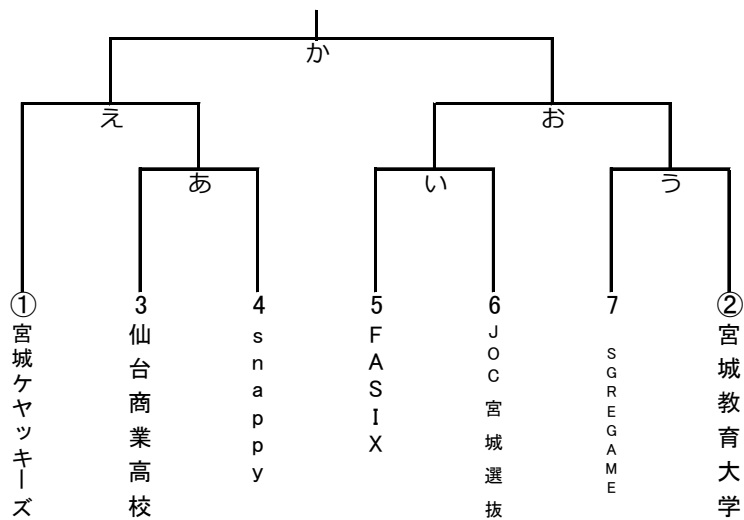 か
え
お
あ
い
う
① 宮城ケヤッキーズ
3 仙台商業高校
4 snappy
5 FASIX
6 JOC宮城選抜
7 SGREGAME
② 宮城教育大学